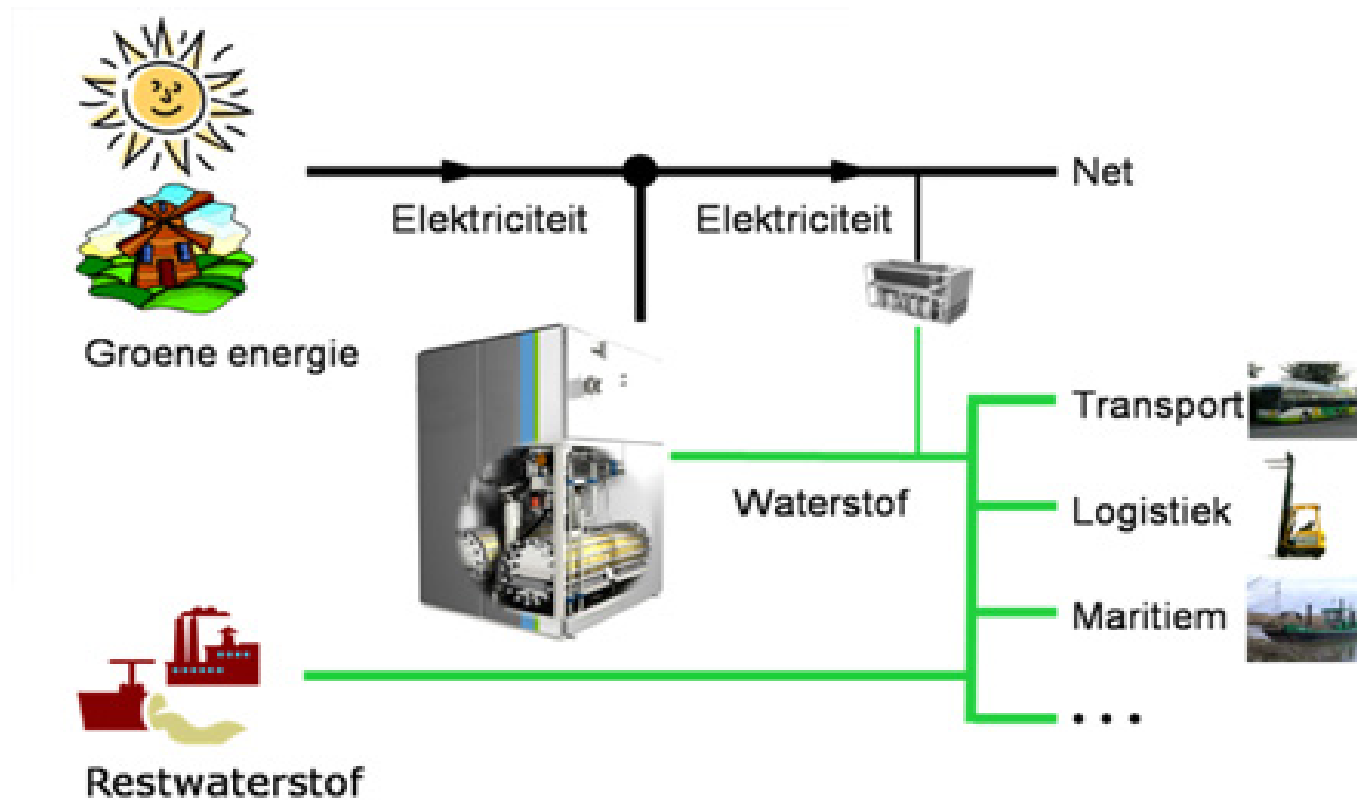 Net
Elektriciteit
Elektriciteit
Groene energie
Transport
Waterstof
Logistiek
Maritiem
• • •
Restwaterstof